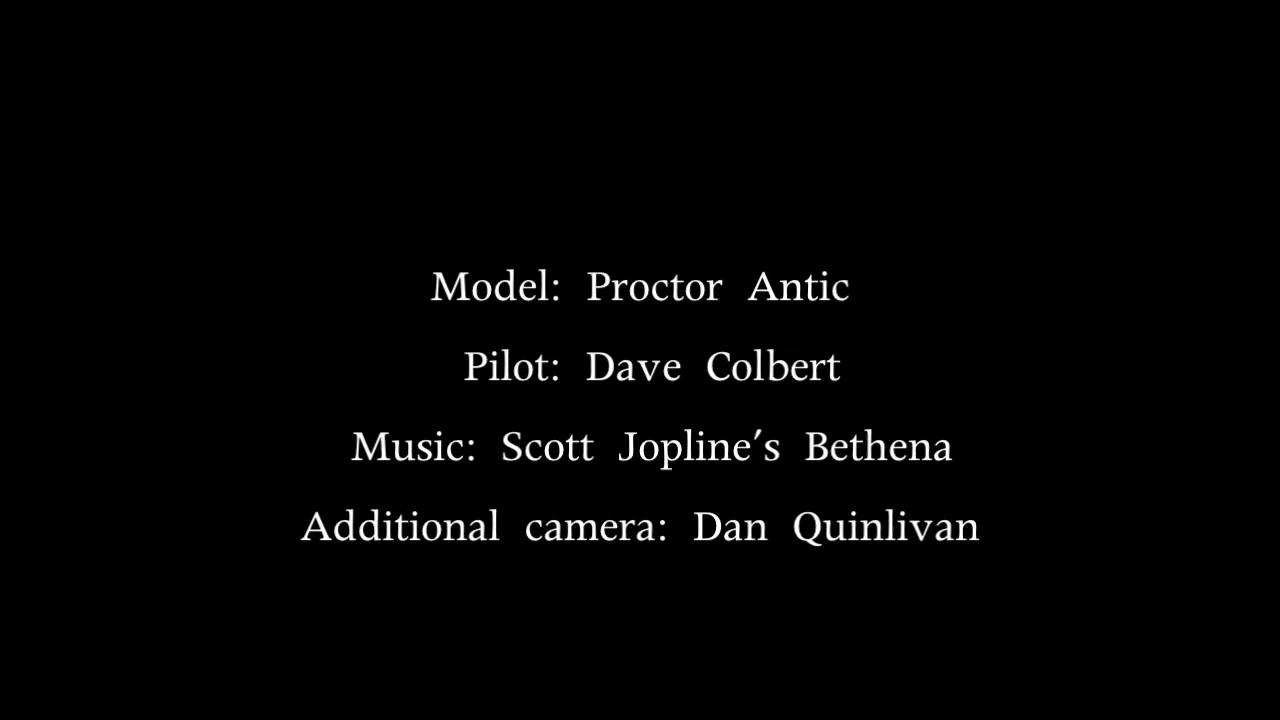 Model: Proctor Antic
Pilot: Dave Colbert
Music: Scott Jopline's Bethena
Additional camera: Dan Quinlivan